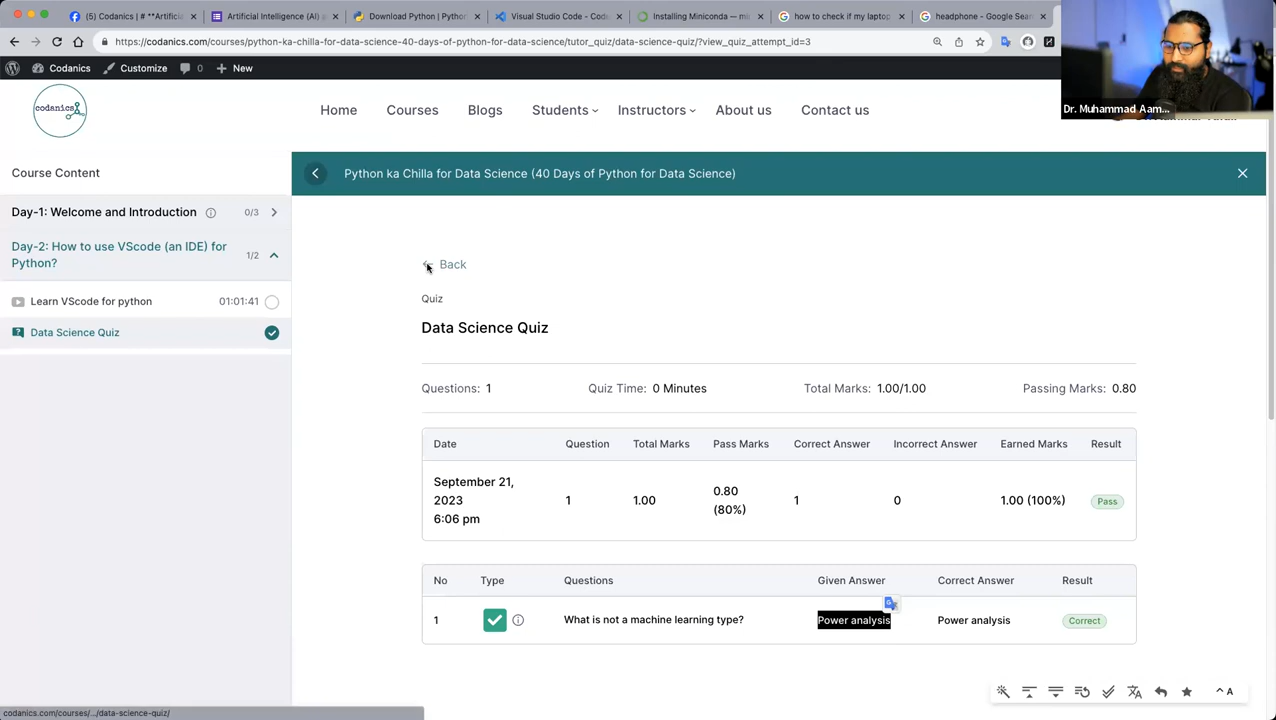 (5) Codanics | # **Artific
Artificial Intelligence (AI) a
Download Python | Python
Visual Studio Code - Code
Installing Miniconda — mi
how to check if my laptop
headphone - Google Sear
https://codanics.com/courses/python-ka-chilla-for-data-science-40-days-of-python-for-data-science/tutor_quiz/data-science-quiz/?view_quiz_attempt_id=3
Codanics
Customize
0
New
Dr. Muhammad Aam...
codanics
Home
Courses
Blogs
Students
Instructors
About us
Contact us
Course Content
Python ka Chilla for Data Science (40 Days of Python for Data Science)
Day-1: Welcome and Introduction 0/3
Day-2: How to use VScode (an IDE) for
Python?
1/2
Learn VScode for python 01:01:41
Data Science Quiz
Back
Quiz
Data Science Quiz
Questions: 1 Quiz Time: 0 Minutes Total Marks: 1.00/1.00 Passing Marks: 0.80
Date Question Total Marks Pass Marks Correct Answer Incorrect Answer Earned Marks Result
September 21,
2023
6:06 pm
1
1.00
0.80
(80%)
1
0
1.00 (100%)
Pass
No Type Questions Given Answer Correct Answer Result
1 What is not a machine learning type? Power analysis Power analysis Correct
A
codanics.com/courses/.../data-science-quiz/